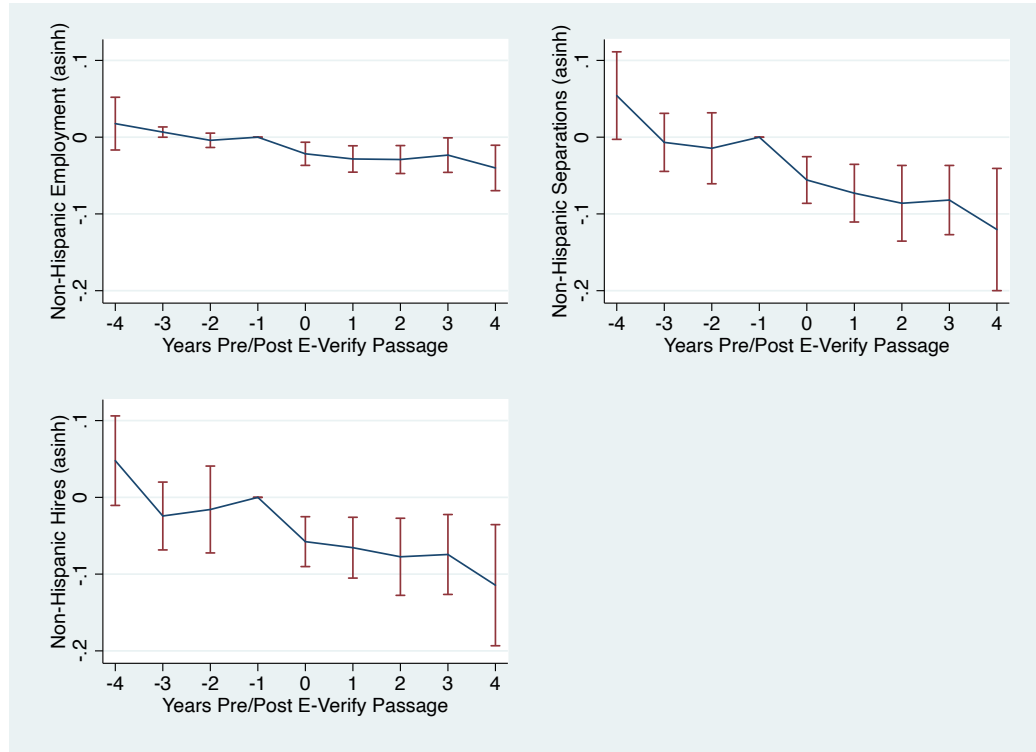 Non-Hispanic Employment (asinh)
.1
0
-.1
-.2
-4 -3 -2 -1 0 1 2 3 4
Years Pre/Post E-Verify Passage
Non-Hispanic Separations (asinh)
.1
0
-.1
-.2
-4 -3 -2 -1 0 1 2 3 4
Years Pre/Post E-Verify Passage
Non-Hispanic Hires (asinh)
.1
0
-.1
-.2
-4 -3 -2 -1 0 1 2 3 4
Years Pre/Post E-Verify Passage